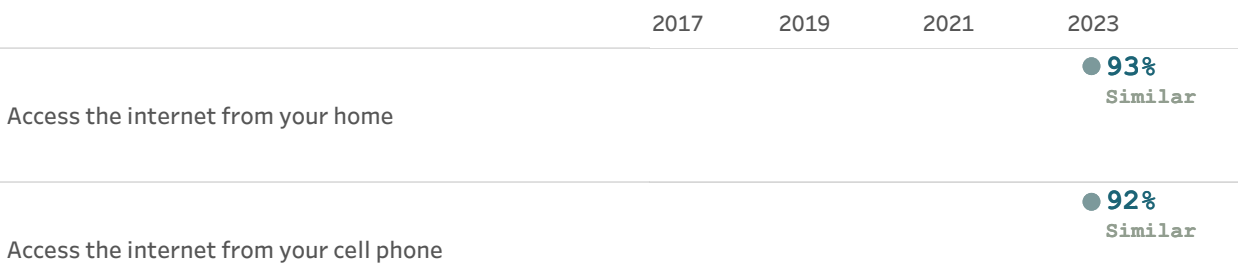 2017 2019 2021 2023
93%
Similar
Access the internet from your home
92%
Similar
Access the internet from your cell phone